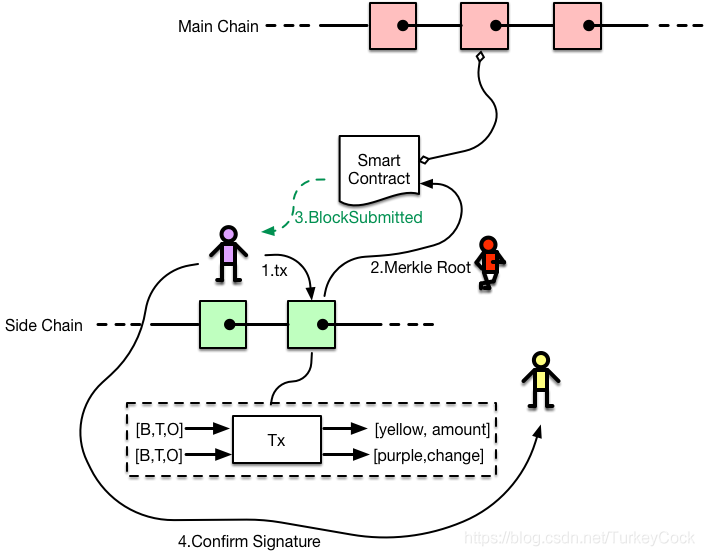 Main Chain
Smart
Contract
3.BlockSubmitted
1.tx
2.Merkle Root
Side Chain
[B,T,O]
Tx
[yellow, amount]
[B,T,O]
[purple,change]
4.Confirm Signature
https://blog.csdn.net/TurkeyCock